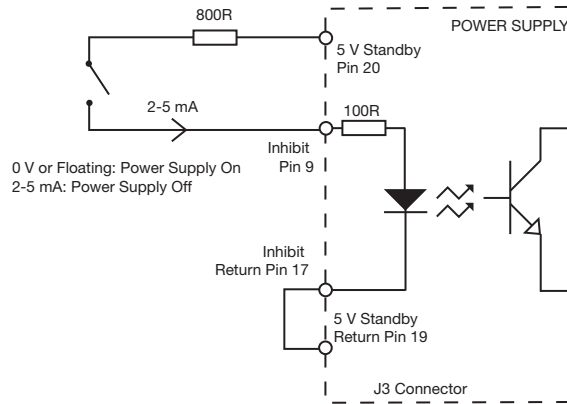 800R
POWER SUPPLY
5 V Standby
Pin 20
2-5 mA
100R
Inhibit
Pin 9
0 V or Floating: Power Supply On
2-5 mA: Power Supply Off
Inhibit
Return Pin 17
5 V Standby
Return Pin 19
J3 Connector